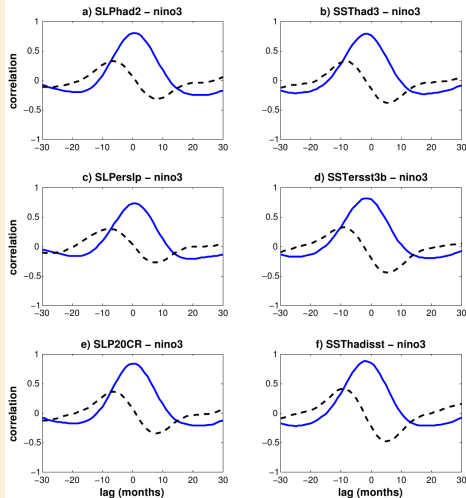 a) SLPhad2 – nino3
b) SSThad3 – nino3
1
0.5
0
−0.5
−1
correlation
−30 −20 −10 0 10 20 30
1
0.5
0
−0.5
−1
−30 −20 −10 0 10 20 30
c) SLPerslp – nino3
d) SSTersst3b – nino3
1
0.5
0
−0.5
−1
correlation
−30 −20 −10 0 10 20 30
1
0.5
0
−0.5
−1
−30 −20 −10 0 10 20 30
e) SLP20CR – nino3
f) SSThadisst – nino3
1
0.5
0
−0.5
−1
correlation
−30 −20 −10 0 10 20 30
lag (months)
1
0.5
0
−0.5
−1
−30 −20 −10 0 10 20 30
lag (months)